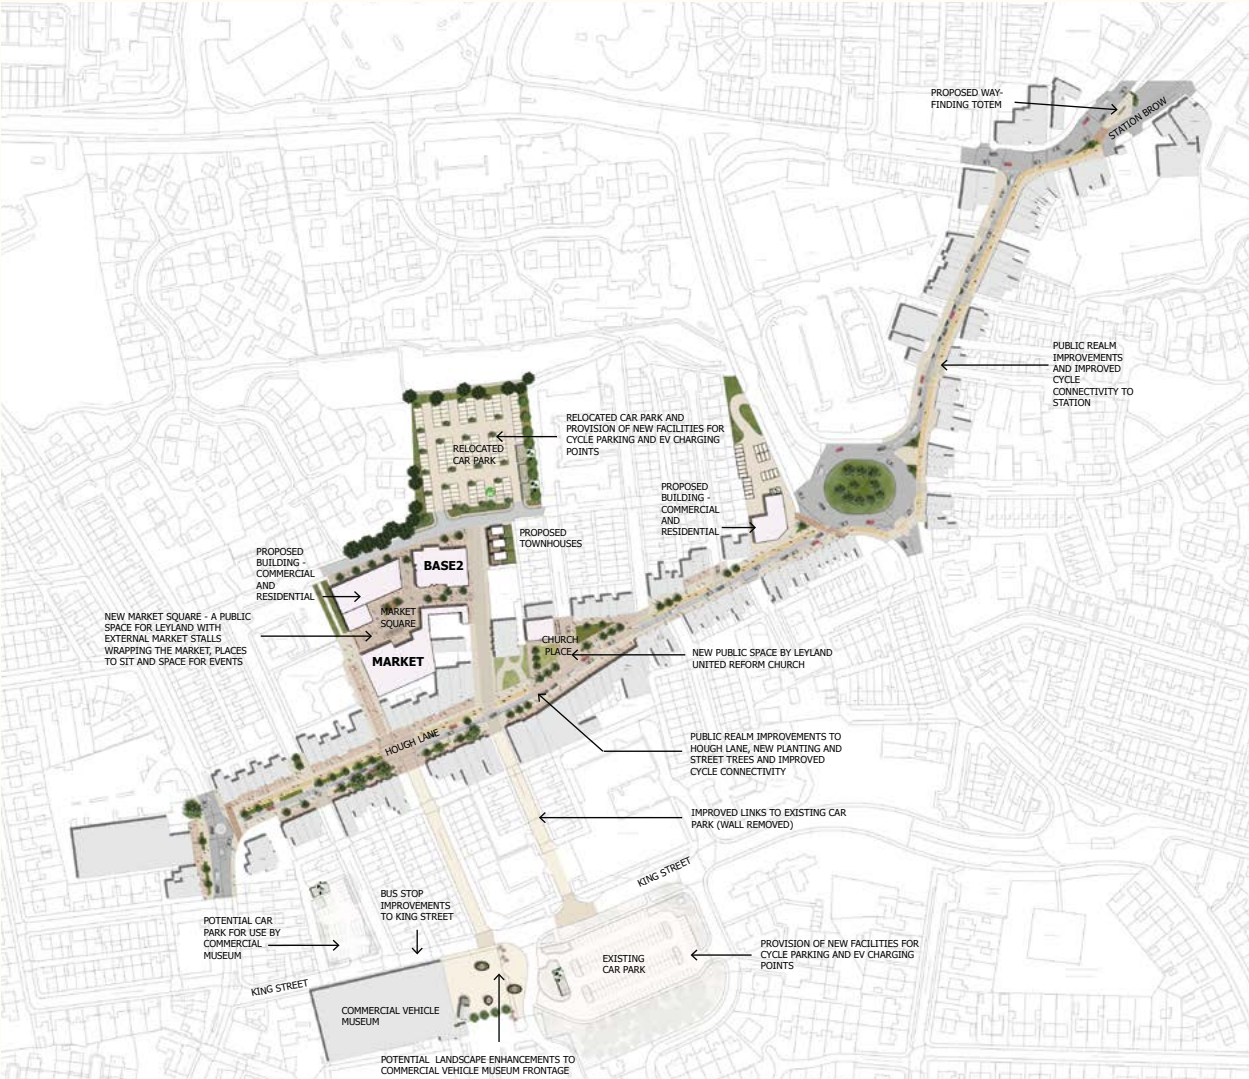 PROPOSED WAY-
FINDING TOTEM
STATION BROW
PUBLIC REALM
IMPROVEMENTS
AND IMPROVED
CYCLE
CONNECTIVITY TO
STATION
RELOCATED CAR PARK AND
PROVISION OF NEW FACILITIES FOR
CYCLE PARKING AND EV CHARGING
POINTS
RELOCATED
CAR PARK
PROPOSED
BUILDING -
COMMERCIAL
AND
RESIDENTIAL
PROPOSED
TOWNHOUSES
PROPOSED
BUILDING -
COMMERCIAL
AND
RESIDENTIAL
BASE2
MARKET
SQUARE
NEW MARKET SQUARE - A PUBLIC
SPACE FOR LEYLAND WITH
EXTERNAL MARKET STALLS
WRAPPING THE MARKET, PLACES
TO SIT AND SPACE FOR EVENTS
MARKET
CHURCH
PLACE
NEW PUBLIC SPACE BY LEYLAND
UNITED REFORM CHURCH
HOUGH LANE
PUBLIC REALM IMPROVEMENTS TO
HOUGH LANE, NEW PLANTING AND
STREET TREES AND IMPROVED
CYCLE CONNECTIVITY
IMPROVED LINKS TO EXISTING CAR
PARK (WALL REMOVED)
KING STREET
BUS STOP
IMPROVEMENTS
TO KING STREET
POTENTIAL CAR
PARK FOR USE BY
COMMERCIAL
MUSEUM
PROVISION OF NEW FACILITIES FOR
CYCLE PARKING AND EV CHARGING
POINTS
EXISTING
CAR PARK
KING STREET
COMMERCIAL VEHICLE
MUSEUM
POTENTIAL LANDSCAPE ENHANCEMENTS TO
COMMERCIAL VEHICLE MUSEUM FRONTAGE